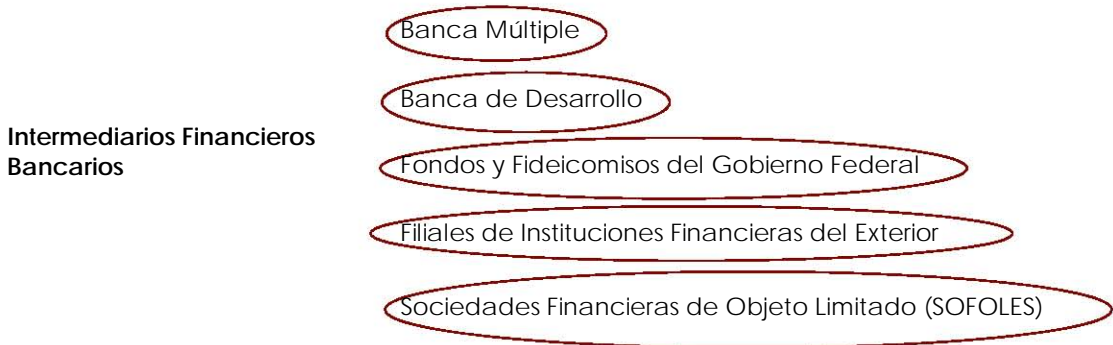 Banca Múltiple
Banca de Desarrollo
Intermediarios Financieros
Bancarios
Fondos y Fideicomisos del Gobierno Federal
Filiales de Instituciones Financieras del Exterior
Sociedades Financieras de Objeto Limitado (SOFOLES)